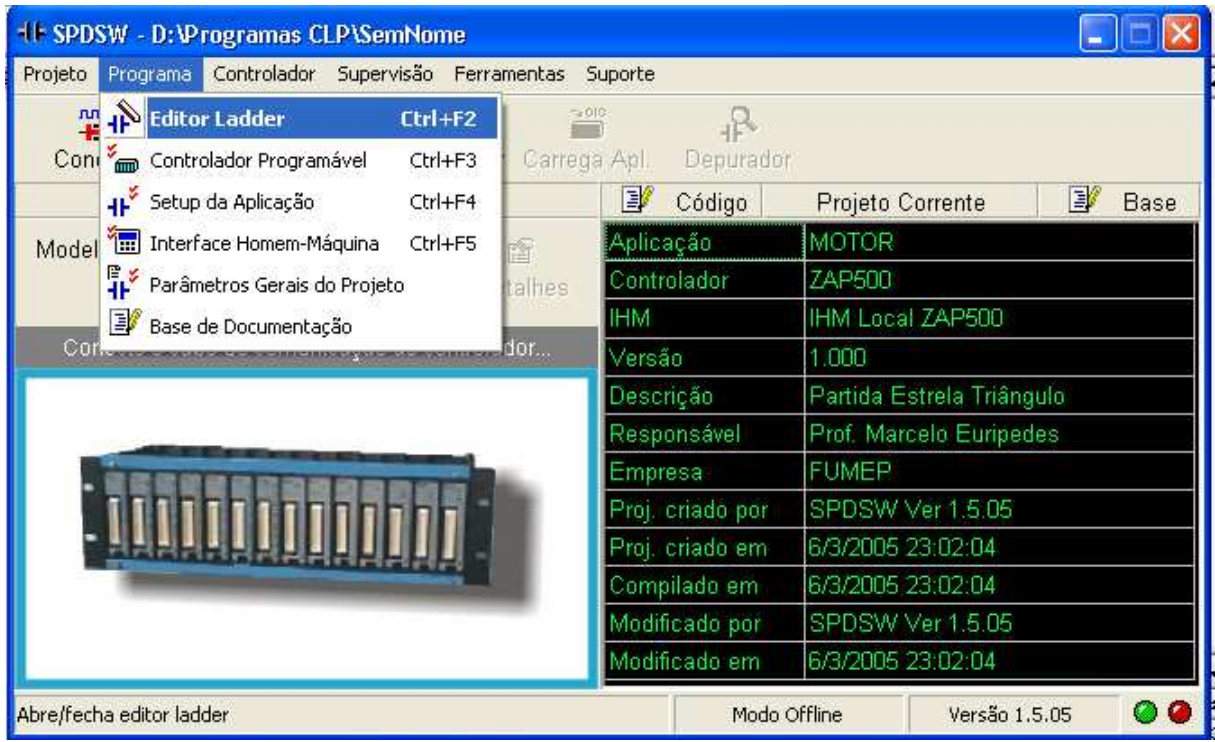 SPDSW - D:\Programas CLP\SemNome
Projeto Programa Controlador Supervisão Ferramentas Suporte
Editor Ladder Ctrl+F2
Controlador Programável Ctrl+F3
Setup da Aplicação Ctrl+F4
Interface Homem-Máquina Ctrl+F5
Parâmetros Gerais do Projeto
Base de Documentação
Carrega Apl. Depurador
Código Projeto Corrente Base
Aplicação MOTOR
Controlador ZAP500
IHM IHM Local ZAP500
Versão 1.000
Descrição Partida Estrela Triângulo
Responsável Prof. Marcelo Euripedes
Empresa FUMEP
Proj. criado por SPDSW Ver 1.5.05
Proj. criado em 6/3/2005 23:02:04
Compilado em 6/3/2005 23:02:04
Modificado por SPDSW Ver 1.5.05
Modificado em 6/3/2005 23:02:04
Abre/fecha editor ladder Modo Offline Versão 1.5.05